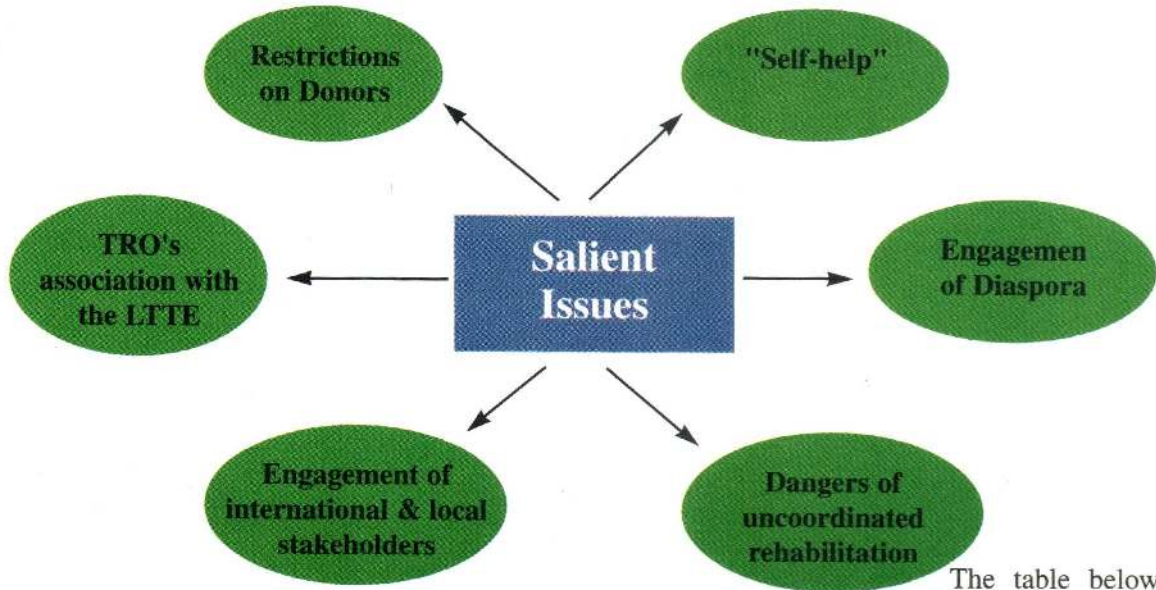 Restrictions
on Donors
"Self-help"
TRO's
association with
the LTTE
Salient
Issues
Engagemen
of Diaspora
Engagement of
international & local
stakeholders
Dangers of
uncoordinated
rehabilitation
The table below